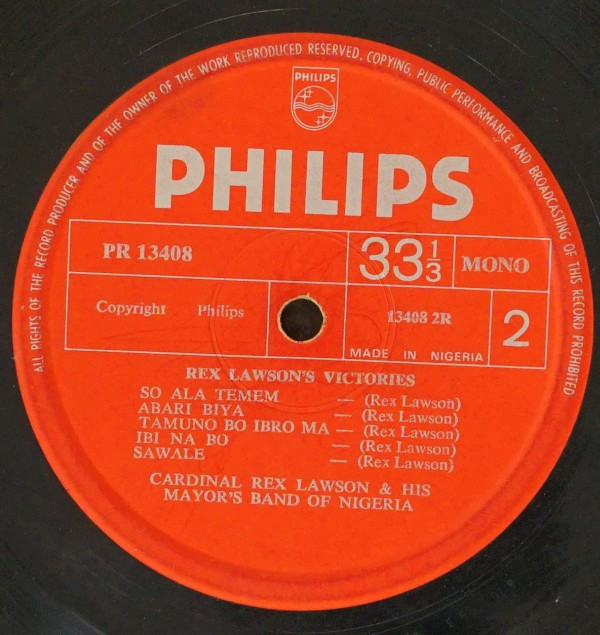 ALL RIGHTS OF THE RECORD PRODUCER AND OF THE OWNER OF THE WORK REPRODUCED RESERVED, COPYING, PUBLIC PERFORMANCE AND BROADCASTING OF THIS RECORD PROHIBITED
PHILIPS
PHILIPS
PR 13408
33 1/3
MONO
Copyright Philips
13408 2R
2
MADE IN NIGERIA
REX LAWSON'S VICTORIES
SO ALA TEMEM — (Rex Lawson)
ABARI BIYA — (Rex Lawson)
TAMUNO BO IBRO MA — (Rex Lawson)
IBI NA BO — (Rex Lawson)
SAWALE — (Rex Lawson)
CARDINAL REX LAWSON & HIS
MAYOR'S BAND OF NIGERIA